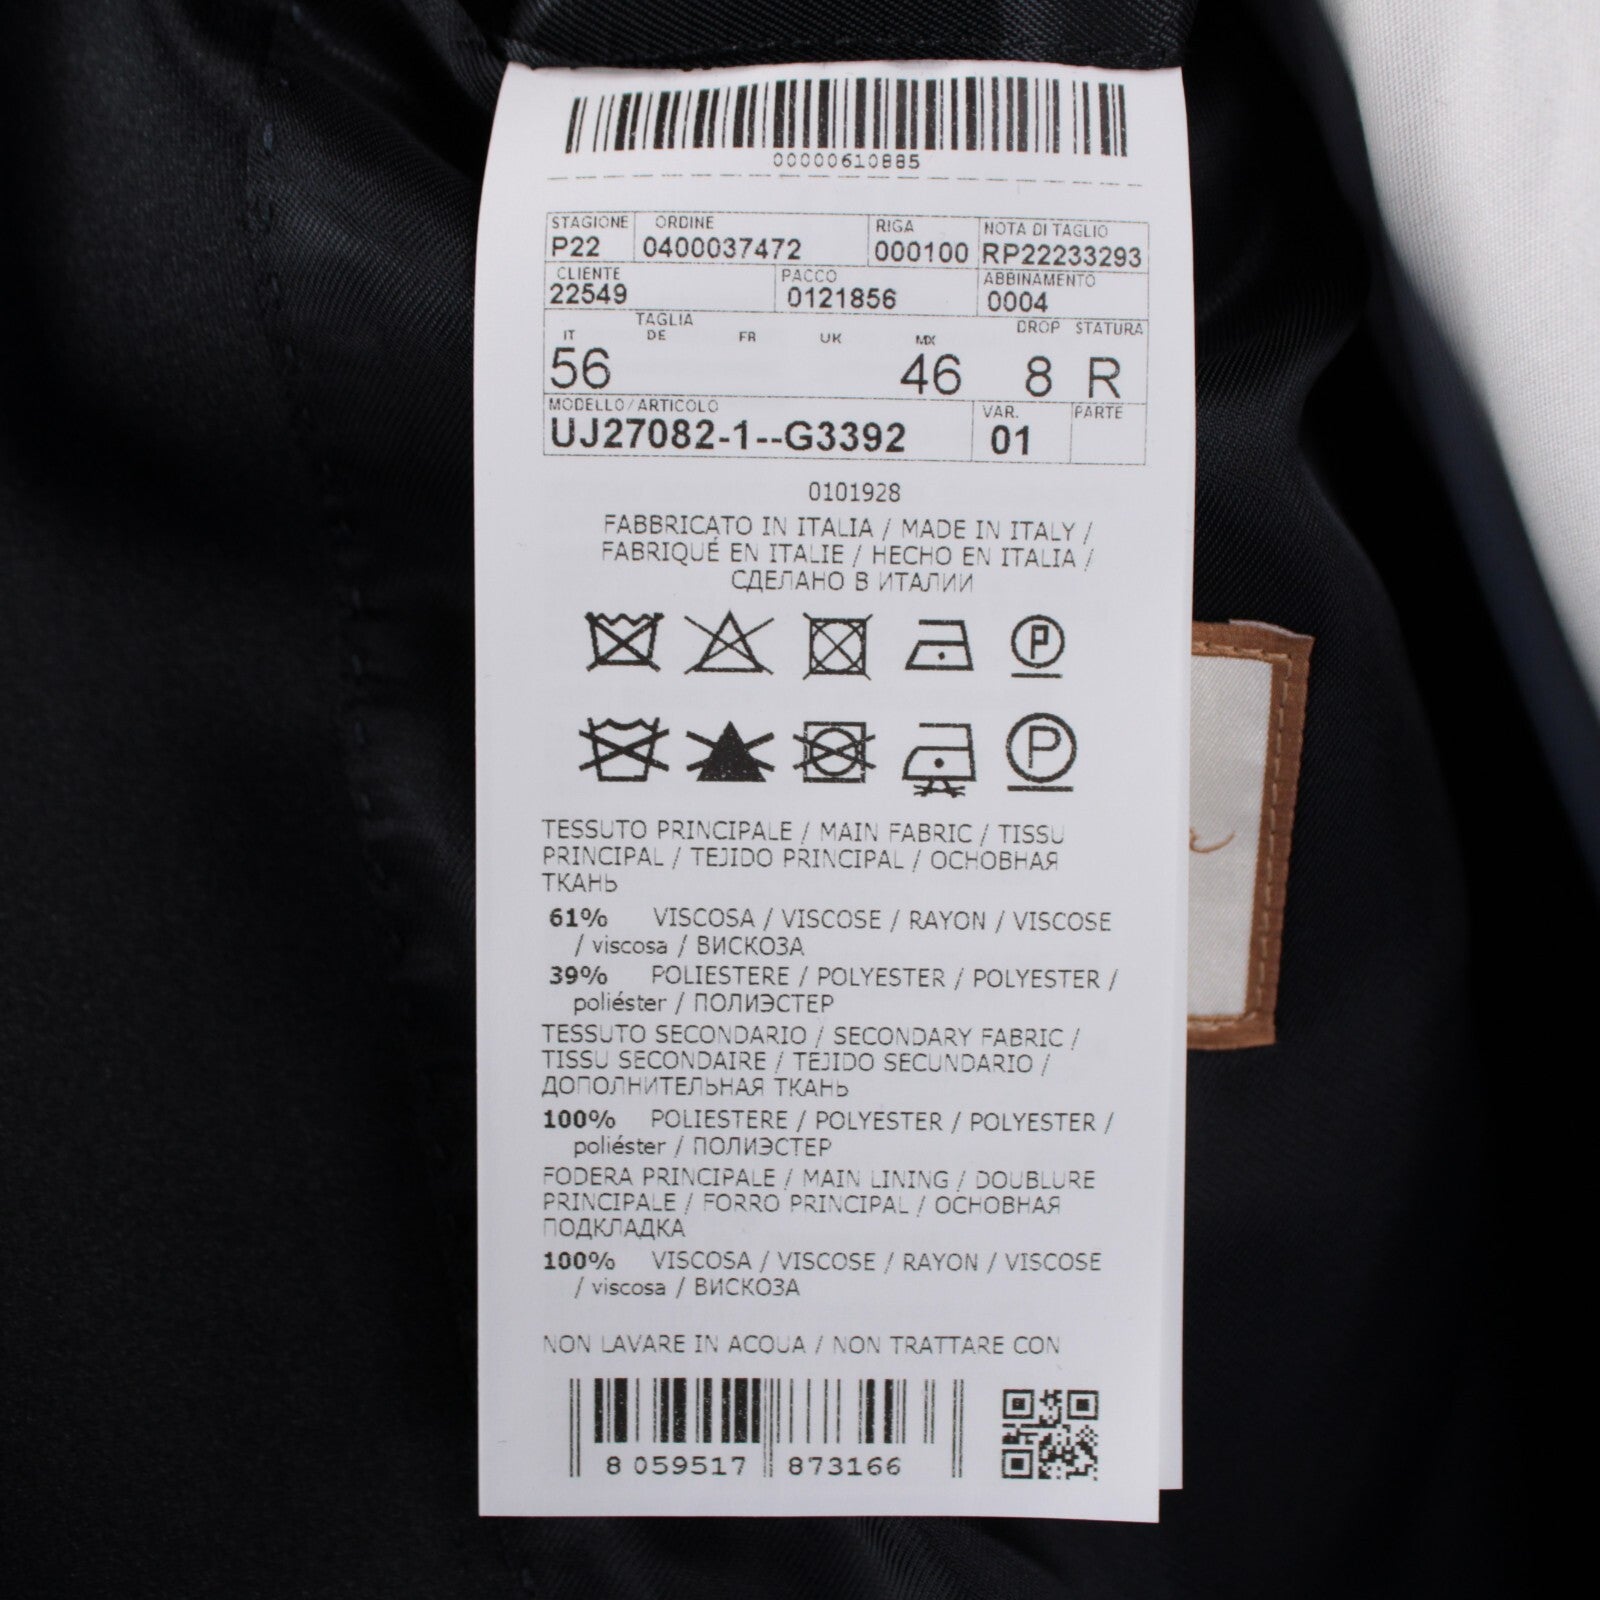 00000610885
STAGIONE ORDINE RIGA NOTA DI TAGLIO
P22 0400037472 000100 RP22233293
CLIENTE PACCO ABBINAMENTO
22549 0121856 0004
TAGLIA DROP STATURA
IT DE FR UK MX
56 46 8 R
MODELLO/ARTICOLO VAR. PARTE
UJ27082-1--G3392 01
0101928
FABBRICATO IN ITALIA / MADE IN ITALY /
FABRIQUÉ EN ITALIE / HECHO EN ITALIA /
СДЕЛАНО В ИТАЛИИ
P
P
TESSUTO PRINCIPALE / MAIN FABRIC / TISSU
PRINCIPAL / TEJIDO PRINCIPAL / ОСНОВНАЯ
ТКАНЬ
61% VISCOSA / VISCOSE / RAYON / VISCOSE
/ viscosa / ВИСКОЗА
39% POLIESTERE / POLYESTER / POLYESTER /
poliéster / ПОЛИЭСТЕР
TESSUTO SECONDARIO / SECONDARY FABRIC /
TISSU SECONDAIRE / TEJIDO SECUNDARIO /
ДОПОЛНИТЕЛЬНАЯ ТКАНЬ
100% POLIESTERE / POLYESTER / POLYESTER /
poliéster / ПОЛИЭСТЕР
FODERA PRINCIPALE / MAIN LINING / DOUBLURE
PRINCIPALE / FORRO PRINCIPAL / ОСНОВНАЯ
ПОДКЛАДКА
100% VISCOSA / VISCOSE / RAYON / VISCOSE
/ viscosa / ВИСКОЗА
NON LAVARE IN ACQUA / NON TRATTARE CON
8 059517 873166